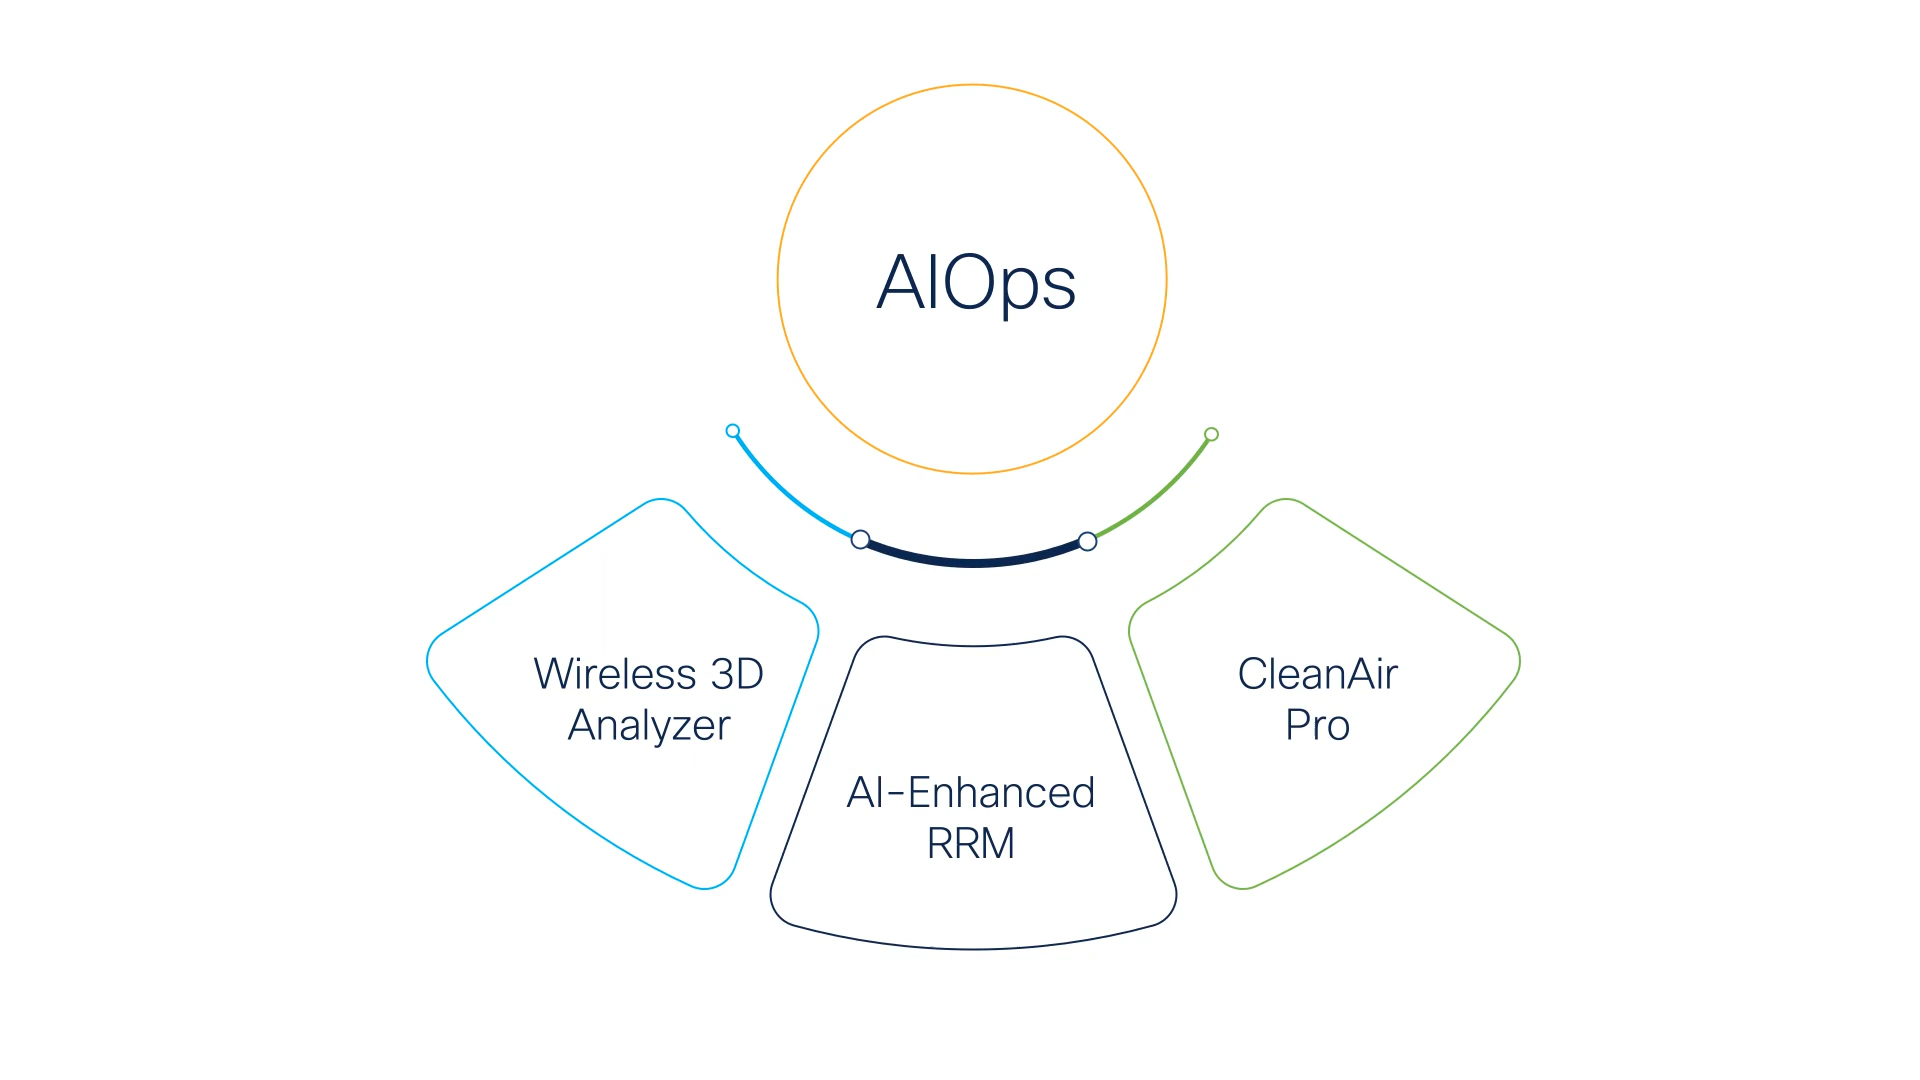 AIOps
Wireless 3D
Analyzer
AI-Enhanced
RRM
CleanAir
Pro